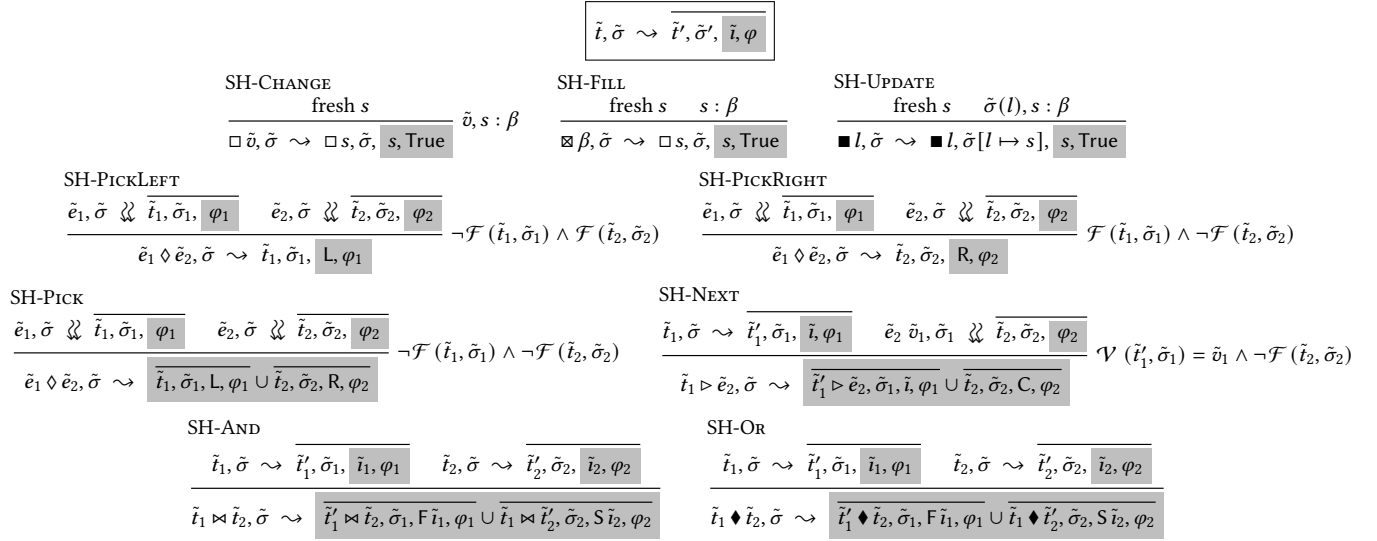 t̃, σ̃ ⇝ t̃′, σ̃′, ĩ, φ
SH-Change
fresh s
□ ṽ, σ̃ ⇝ □ s, σ̃, s, True
ṽ, s : β
SH-Fill
fresh s s : β
⊠ β, σ̃ ⇝ □ s, σ̃, s, True
SH-Update
fresh s σ̃(l), s : β
■ l, σ̃ ⇝ ■ l, σ̃[l ↦ s], s, True
SH-PickLeft
ẽ₁, σ̃ ⇊ t̃₁, σ̃₁, φ₁ ẽ₂, σ̃ ⇊ t̃₂, σ̃₂, φ₂
ẽ₁ ◊ ẽ₂, σ̃ ⇝ t̃₁, σ̃₁, L, φ₁
¬ℱ (t̃₁, σ̃₁) ∧ ℱ (t̃₂, σ̃₂)
SH-PickRight
ẽ₁, σ̃ ⇊ t̃₁, σ̃₁, φ₁ ẽ₂, σ̃ ⇊ t̃₂, σ̃₂, φ₂
ẽ₁ ◊ ẽ₂, σ̃ ⇝ t̃₂, σ̃₂, R, φ₂
ℱ (t̃₁, σ̃₁) ∧ ¬ℱ (t̃₂, σ̃₂)
SH-Pick
ẽ₁, σ̃ ⇊ t̃₁, σ̃₁, φ₁ ẽ₂, σ̃ ⇊ t̃₂, σ̃₂, φ₂
ẽ₁ ◊ ẽ₂, σ̃ ⇝ t̃₁, σ̃₁, L, φ₁ ∪ t̃₂, σ̃₂, R, φ₂
¬ℱ (t̃₁, σ̃₁) ∧ ¬ℱ (t̃₂, σ̃₂)
SH-Next
t̃₁, σ̃ ⇝ t̃′₁, σ̃₁, ĩ, φ₁ ẽ₂ ṽ₁, σ̃₁ ⇊ t̃₂, σ̃₂, φ₂
t̃₁ ▷ ẽ₂, σ̃ ⇝ t̃′₁ ▷ ẽ₂, σ̃₁, ĩ, φ₁ ∪ t̃₂, σ̃₂, C, φ₂
𝒱 (t̃′₁, σ̃₁) = ṽ₁ ∧ ¬ℱ (t̃₂, σ̃₂)
SH-And
t̃₁, σ̃ ⇝ t̃′₁, σ̃₁, ĩ₁, φ₁ t̃₂, σ̃ ⇝ t̃′₂, σ̃₂, ĩ₂, φ₂
t̃₁ ⋈ t̃₂, σ̃ ⇝ t̃′₁ ⋈ t̃₂, σ̃₁, F ĩ₁, φ₁ ∪ t̃₁ ⋈ t̃′₂, σ̃₂, S ĩ₂, φ₂
SH-Or
t̃₁, σ̃ ⇝ t̃′₁, σ̃₁, ĩ₁, φ₁ t̃₂, σ̃ ⇝ t̃′₂, σ̃₂, ĩ₂, φ₂
t̃₁ ♦ t̃₂, σ̃ ⇝ t̃′₁ ♦ t̃₂, σ̃₁, F ĩ₁, φ₁ ∪ t̃₁ ♦ t̃′₂, σ̃₂, S ĩ₂, φ₂